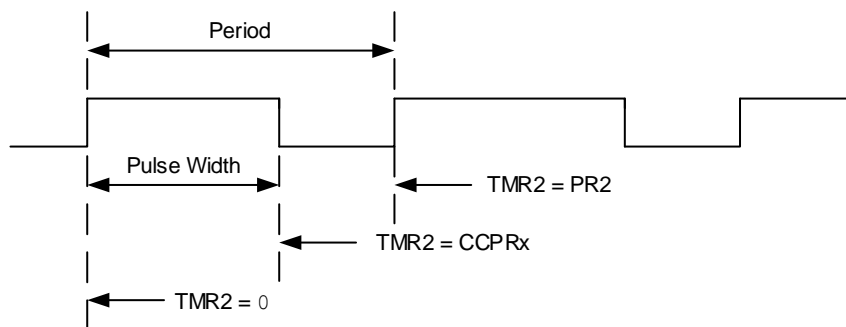 Period
Pulse Width
TMR2 = PR2
TMR2 = CCPRx
TMR2 = 0